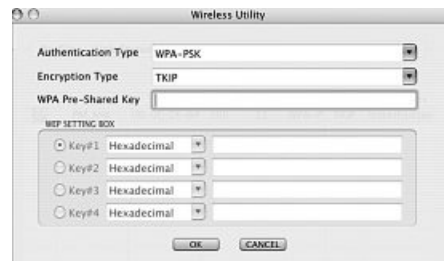 Wireless Utility
Authentication Type WPA-PSK
Encryption Type TKIP
WPA Pre-Shared Key
WEP SETTING BOX
Key#1 Hexadecimal
Key#2 Hexadecimal
Key#3 Hexadecimal
Key#4 Hexadecimal
OK CANCEL